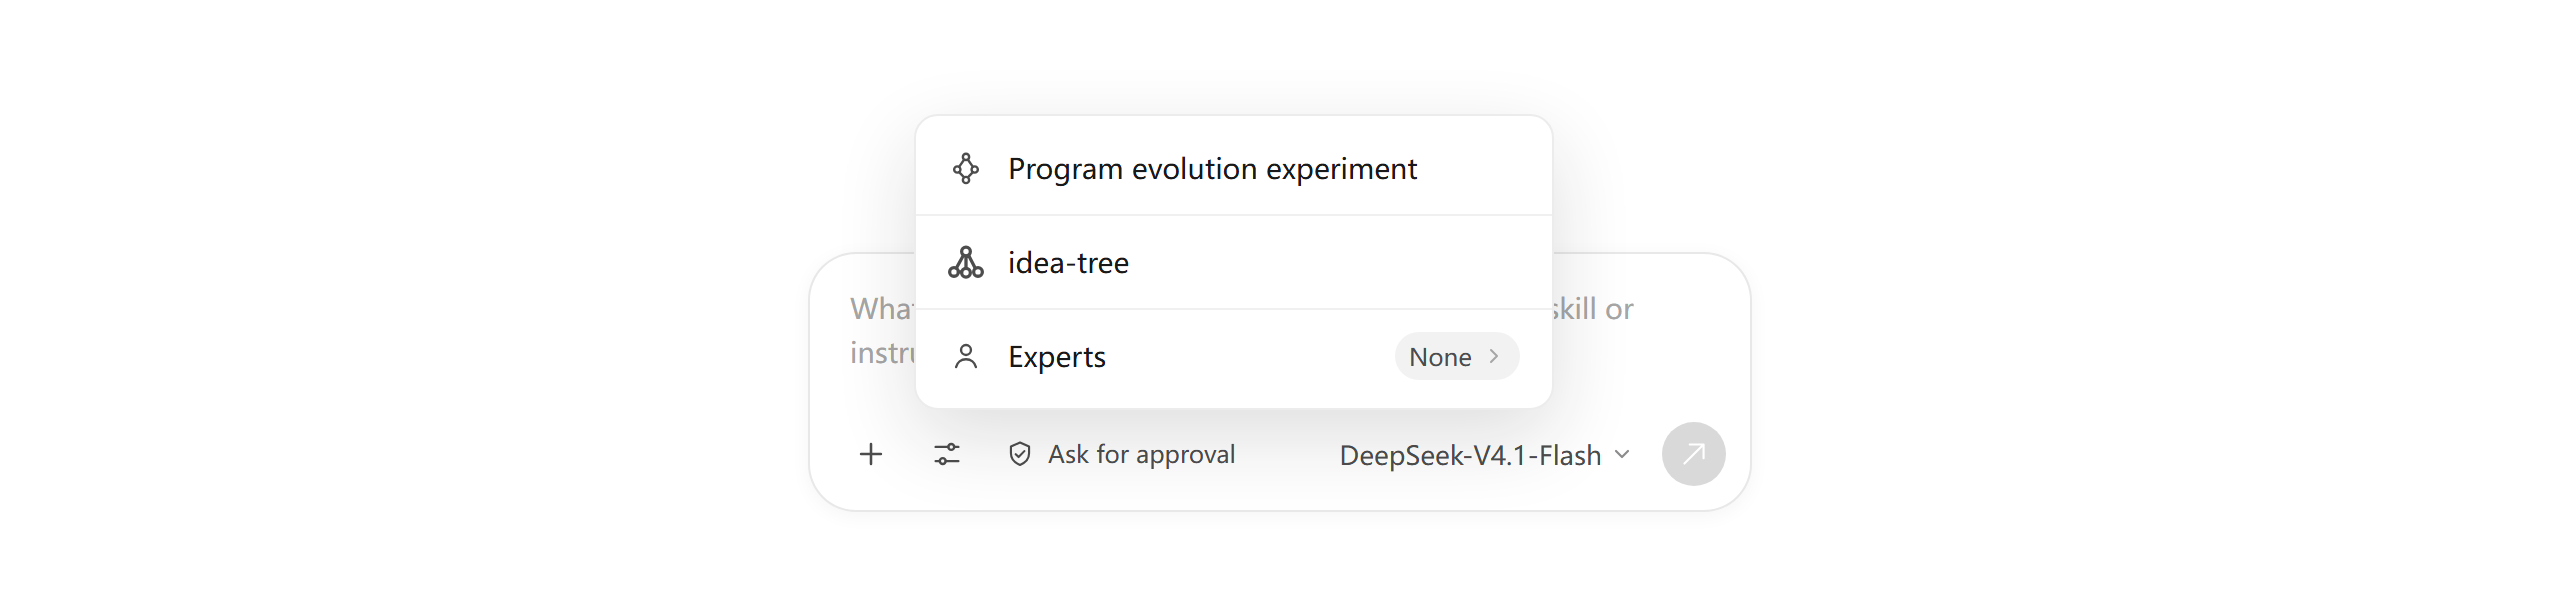 Program evolution experiment
idea-tree
Experts
None
skill or
Ask for approval
DeepSeek-V4.1-Flash